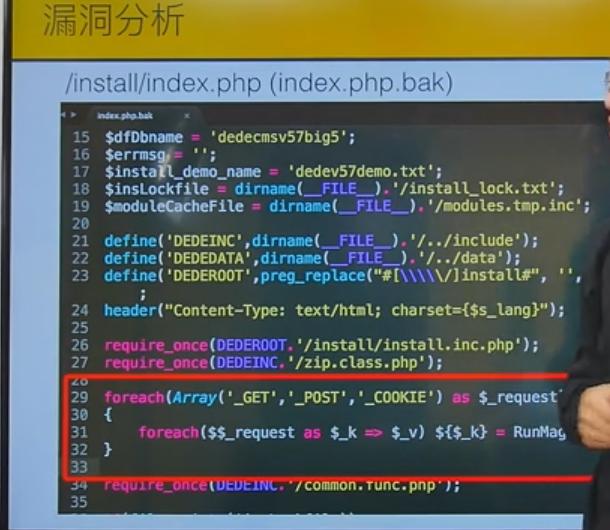 漏洞分析
/install/index.php (index.php.bak)
index.php.bak ×
15 $dfDbname = 'dedecmsv57big5';
16 $errmsg = '';
17 $install_demo_name = 'dedev57demo.txt';
18 $insLockfile = dirname(__FILE__).'/install_lock.txt';
19 $moduleCacheFile = dirname(__FILE__).'/modules.tmp.inc';
20
21 define('DEDEINC',dirname(__FILE__).'/../include');
22 define('DEDEDATA',dirname(__FILE__).'/../data');
23 define('DEDEROOT',preg_replace("#[\\\\\/]install#", '',
;
24 header("Content-Type: text/html; charset={$s_lang}");
25
26 require_once(DEDEROOT.'/install/install.inc.php');
27 require_once(DEDEINC.'/zip.class.php');
28
29 foreach(Array('_GET','_POST','_COOKIE') as $_request
30 {
31 foreach($$_request as $_k => $_v) ${$_k} = RunMag
32 }
33
34 require_once(DEDEINC.'/common.func.php');
35